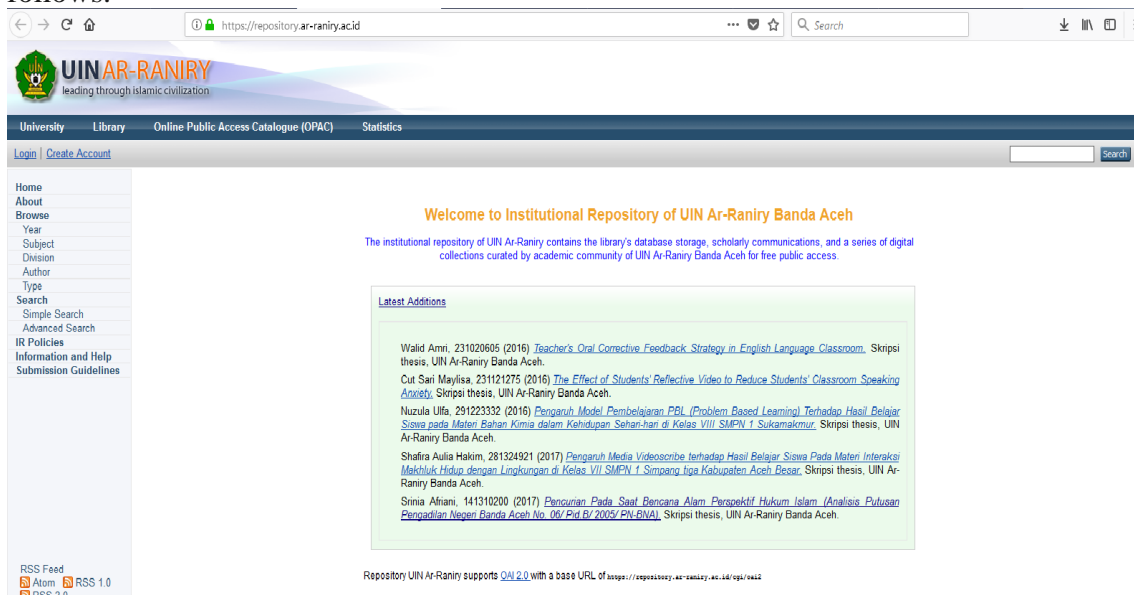 follows.
https://repository.ar-raniry.ac.id
Search
UIN AR-RANIRY
leading through islamic civilization
University Library Online Public Access Catalogue (OPAC) Statistics
Login | Create Account
Search
Home
About
Browse
Year
Subject
Division
Author
Type
Search
Simple Search
Advanced Search
IR Policies
Information and Help
Submission Guidelines
Welcome to Institutional Repository of UIN Ar-Raniry Banda Aceh
The institutional repository of UIN Ar-Raniry contains the library's database storage, scholarly communications, and a series of digital
collections curated by academic community of UIN Ar-Raniry Banda Aceh for free public access.
Latest Additions
Walid Amri, 231020605 (2016) Teacher's Oral Corrective Feedback Strategy in English Language Classroom. Skripsi
thesis, UIN Ar-Raniry Banda Aceh.
Cut Sari Maylisa, 231121275 (2016) The Effect of Students' Reflective Video to Reduce Students' Classroom Speaking
Anxiety. Skripsi thesis, UIN Ar-Raniry Banda Aceh.
Nuzula Ulfa, 291223332 (2016) Pengaruh Model Pembelajaran PBL (Problem Based Learning) Terhadap Hasil Belajar
Siswa pada Materi Bahan Kimia dalam Kehidupan Sehari-hari di Kelas VIII SMPN 1 Sukamakmur. Skripsi thesis, UIN
Ar-Raniry Banda Aceh.
Shafira Aulia Hakim, 281324921 (2017) Pengaruh Media Videoscribe terhadap Hasil Belajar Siswa Pada Materi Interaksi
Makhluk Hidup dengan Lingkungan di Kelas VII SMPN 1 Simpang tiga Kabupaten Aceh Besar. Skripsi thesis, UIN Ar-
Raniry Banda Aceh.
Srinia Afriani, 141310200 (2017) Pencurian Pada Saat Bencana Alam Perspektif Hukum Islam (Analisis Putusan
Pengadilan Negeri Banda Aceh No. 06/ Pid.B/ 2005/ PN-BNA). Skripsi thesis, UIN Ar-Raniry Banda Aceh.
RSS Feed
Atom RSS 1.0
RSS 2.0
Repository UIN Ar-Raniry supports OAI 2.0 with a base URL of https://repository.ar-raniry.ac.id/cgi/oai2